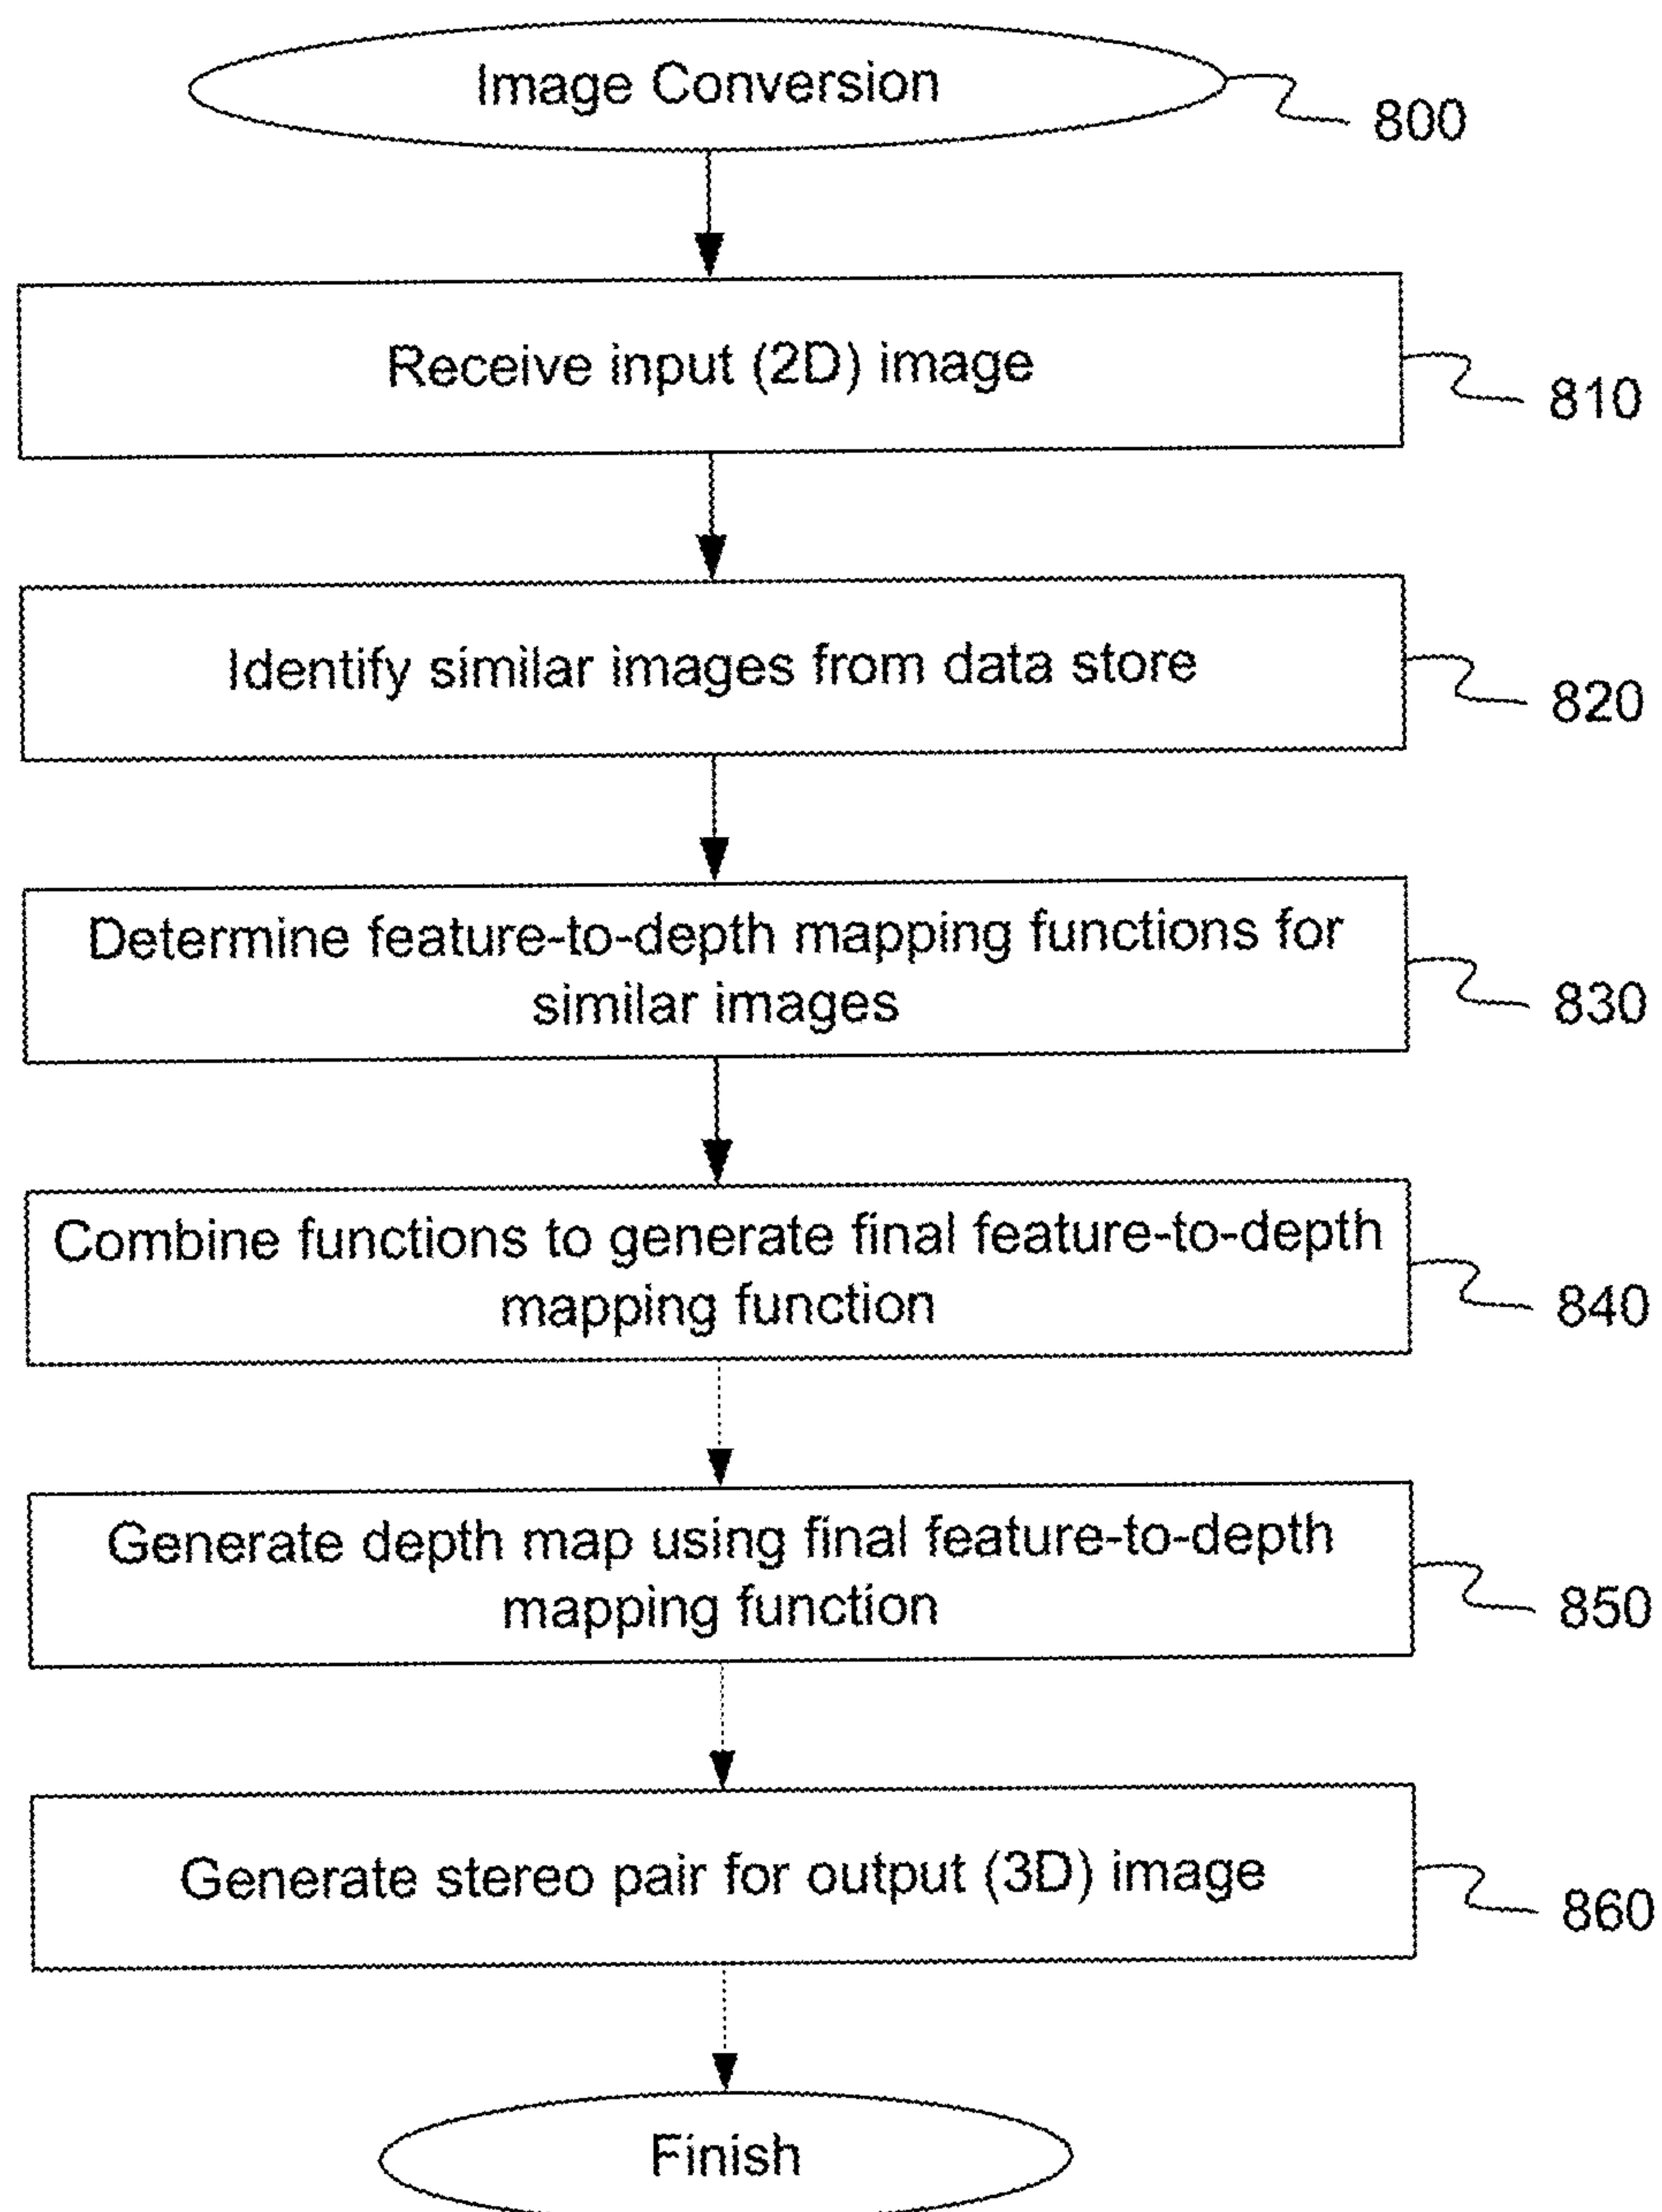 Image Conversion
800
Receive input (2D) image
810
Identify similar images from data store
820
Determine feature-to-depth mapping functions for
similar images
830
Combine functions to generate final feature-to-depth
mapping function
840
Generate depth map using final feature-to-depth
mapping function
850
Generate stereo pair for output (3D) image
860
Finish